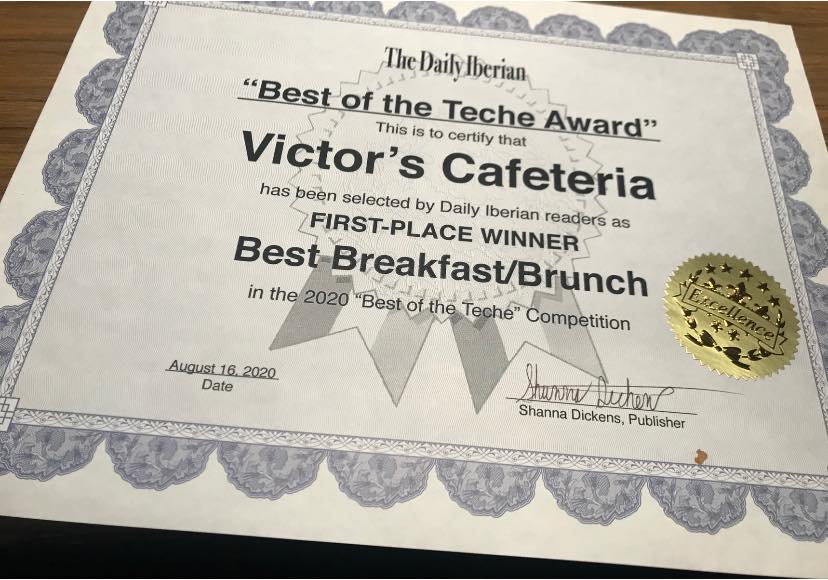 The Daily Iberian
“Best of the Teche Award”
This is to certify that
Victor’s Cafeteria
has been selected by Daily Iberian readers as
FIRST-PLACE WINNER
Best Breakfast/Brunch
in the 2020 “Best of the Teche” Competition
Excellence
August 16, 2020
Date
Shanna Dickens
Shanna Dickens, Publisher